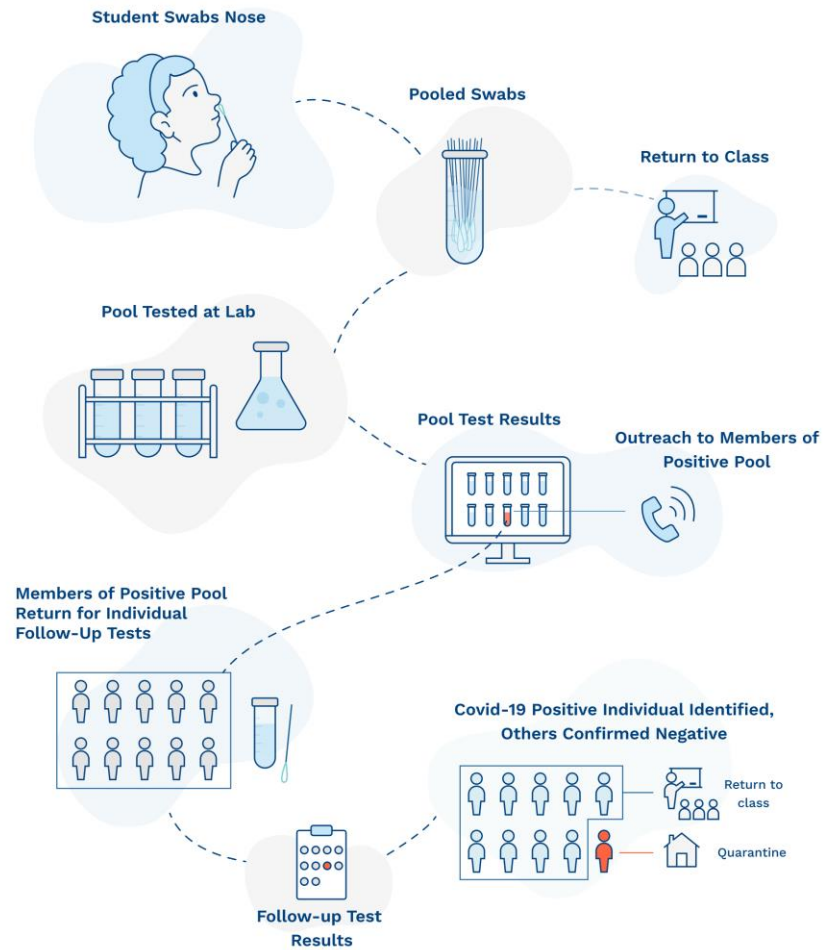 Student Swabs Nose
Pooled Swabs
Return to Class
Pool Tested at Lab
Pool Test Results
Outreach to Members of
Positive Pool
Members of Positive Pool
Return for Individual
Follow-Up Tests
Covid-19 Positive Individual Identified,
Others Confirmed Negative
Return to
class
Quarantine
Follow-up Test
Results